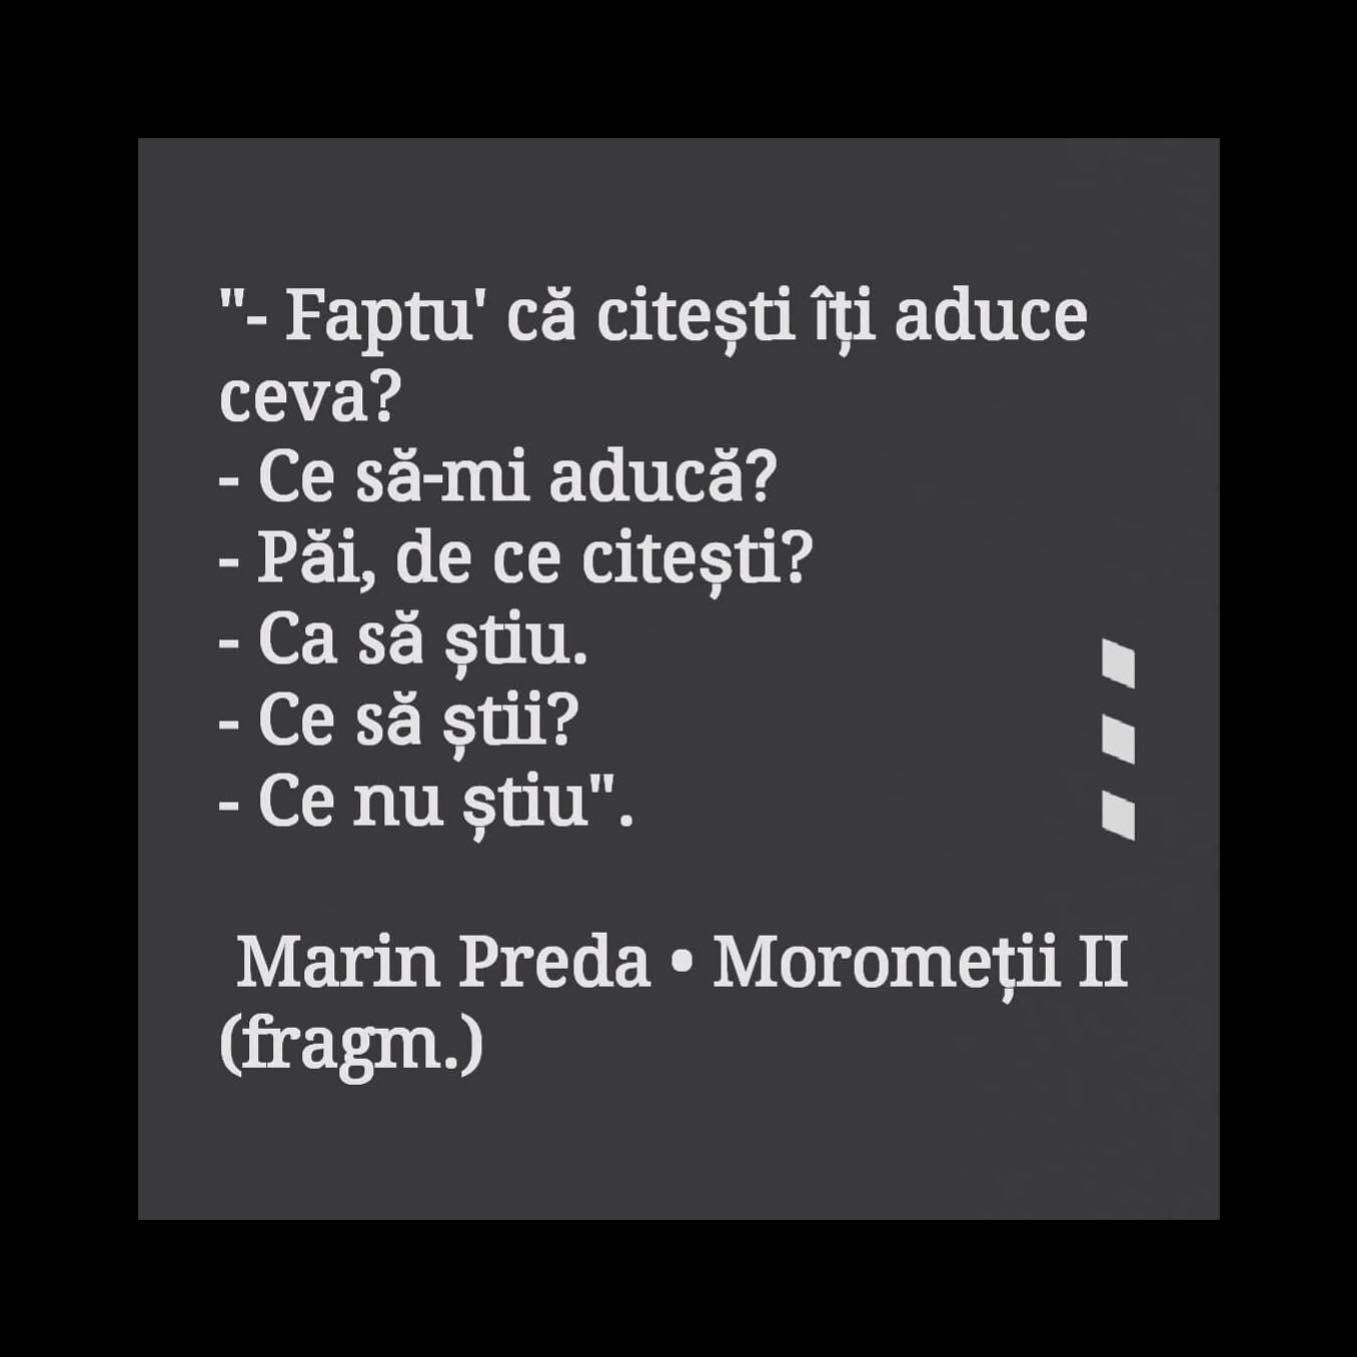 "- Faptu' că citești îți aduce
ceva?
- Ce să-mi aducă?
- Păi, de ce citești?
- Ca să știu.
- Ce să știi?
- Ce nu știu".
Marin Preda • Moromeții II
(fragm.)